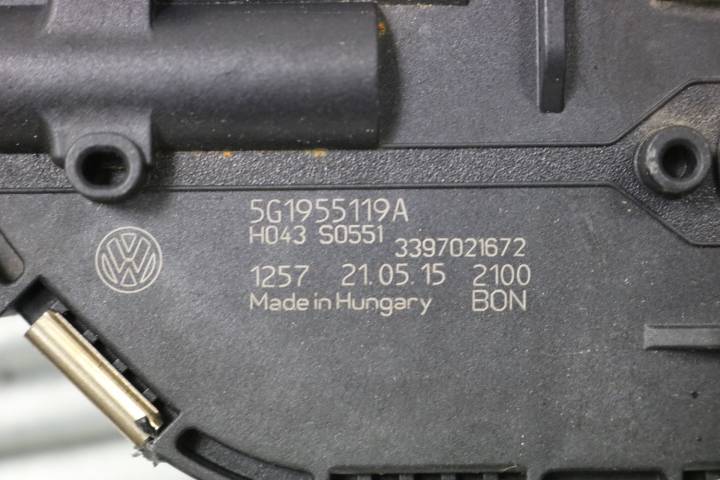 5G1955119A
H043 S0551 3397021672
1257 21.05.15 2100
Made in Hungary BON